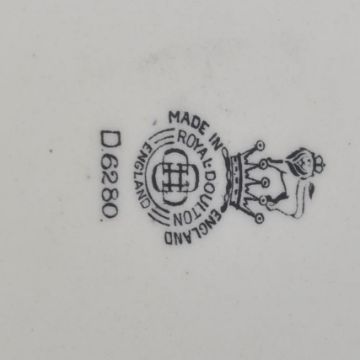 MADE IN
ENGLAND
ROYAL·DOULTON
ENGLAND
D.6280.